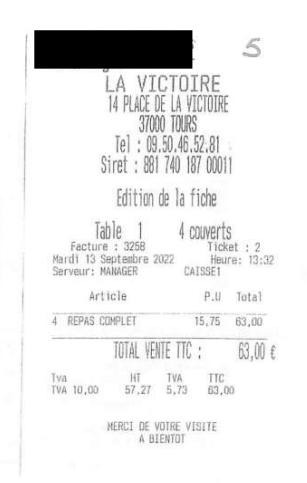 5
LA VICTOIRE
14 PLACE DE LA VICTOIRE
37000 TOURS
Tel : 09.50.46.52.81
Siret : 881 740 187 00011
Edition de la fiche
Table 1 4 couverts
Facture : 3258 Ticket : 2
Mardi 13 Septembre 2022 Heure: 13:32
Serveur: MANAGER CAISSE1
Article P.U Total
4 REPAS COMPLET 15,75 63,00
TOTAL VENTE TTC : 63,00 €
Tva HT TVA TTC
TVA 10,00 57,27 5,73 63,00
MERCI DE VOTRE VISITE
A BIENTOT